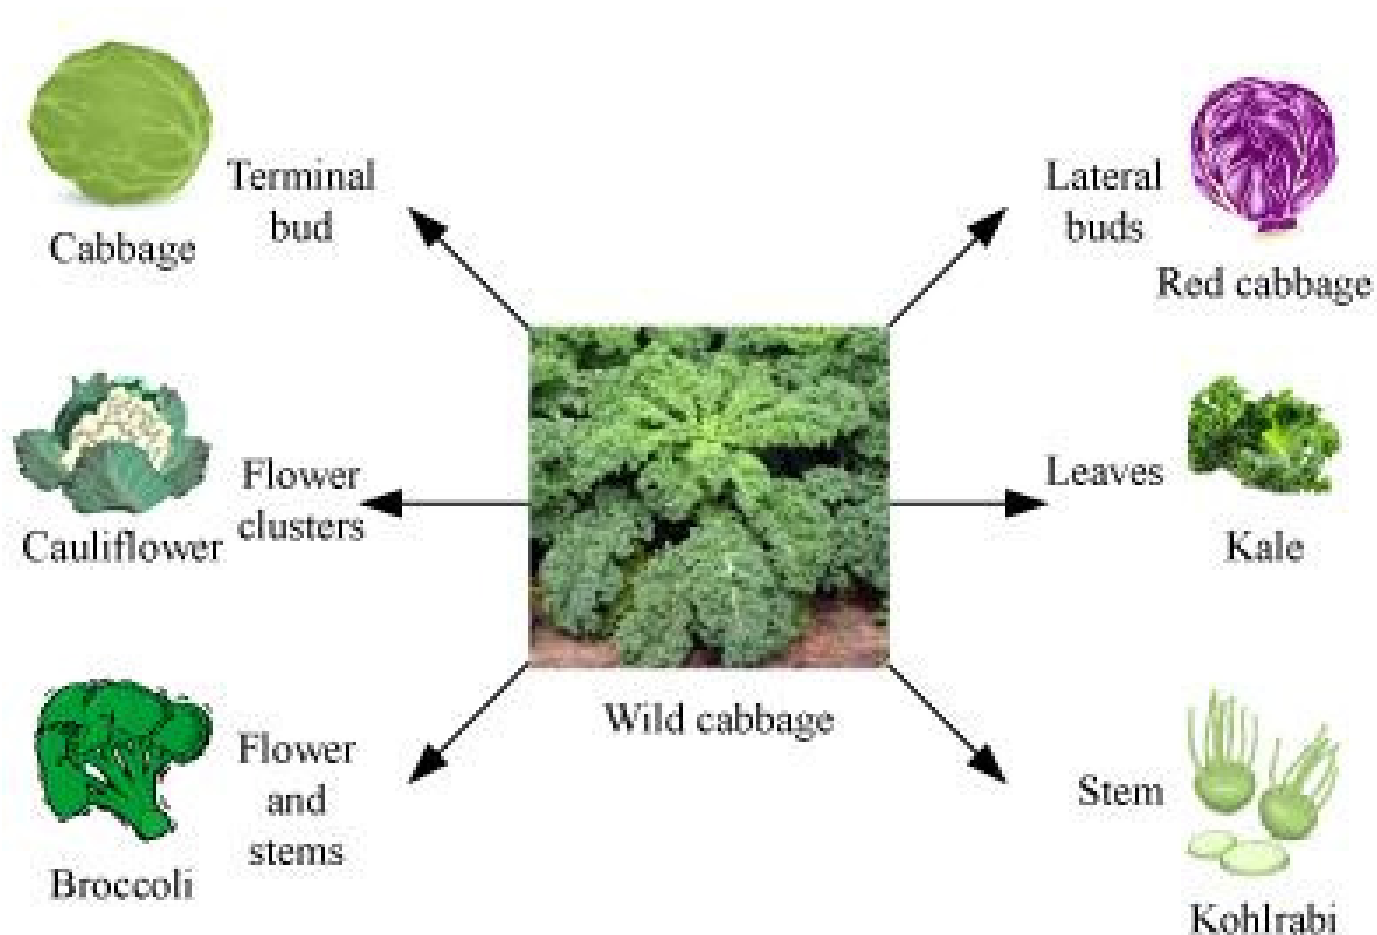 Terminal
bud
Cabbage
Lateral
buds
Red cabbage
Flower
clusters
Cauliflower
Leaves
Kale
Wild cabbage
Flower
and
stems
Broccoli
Stem
Kohlrabi